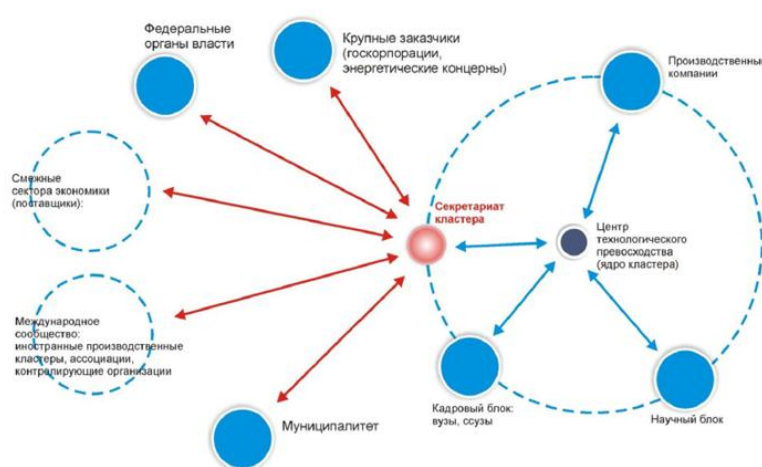 Федеральные
органы власти
Крупные заказчики
(госкорпорации,
энергетические концерны)
Производственные
компании
Смежные
сектора экономики
(поставщики):
Секретариат
кластера
Центр
технологического
превосходства
(ядро кластера)
Международное
сообщество:
иностранные производственные
кластеры, ассоциации,
контролирующие организации
Муниципалитет
Кадровый блок:
вузы, ссузы
Научный блок